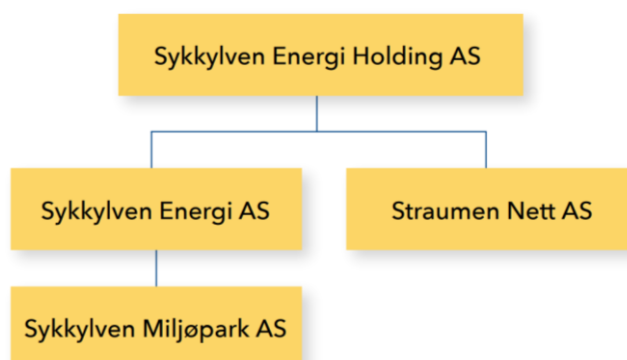 Sykkylven Energi Holding AS
Sykkylven Energi AS
Straumen Nett AS
Sykkylven Miljøpark AS